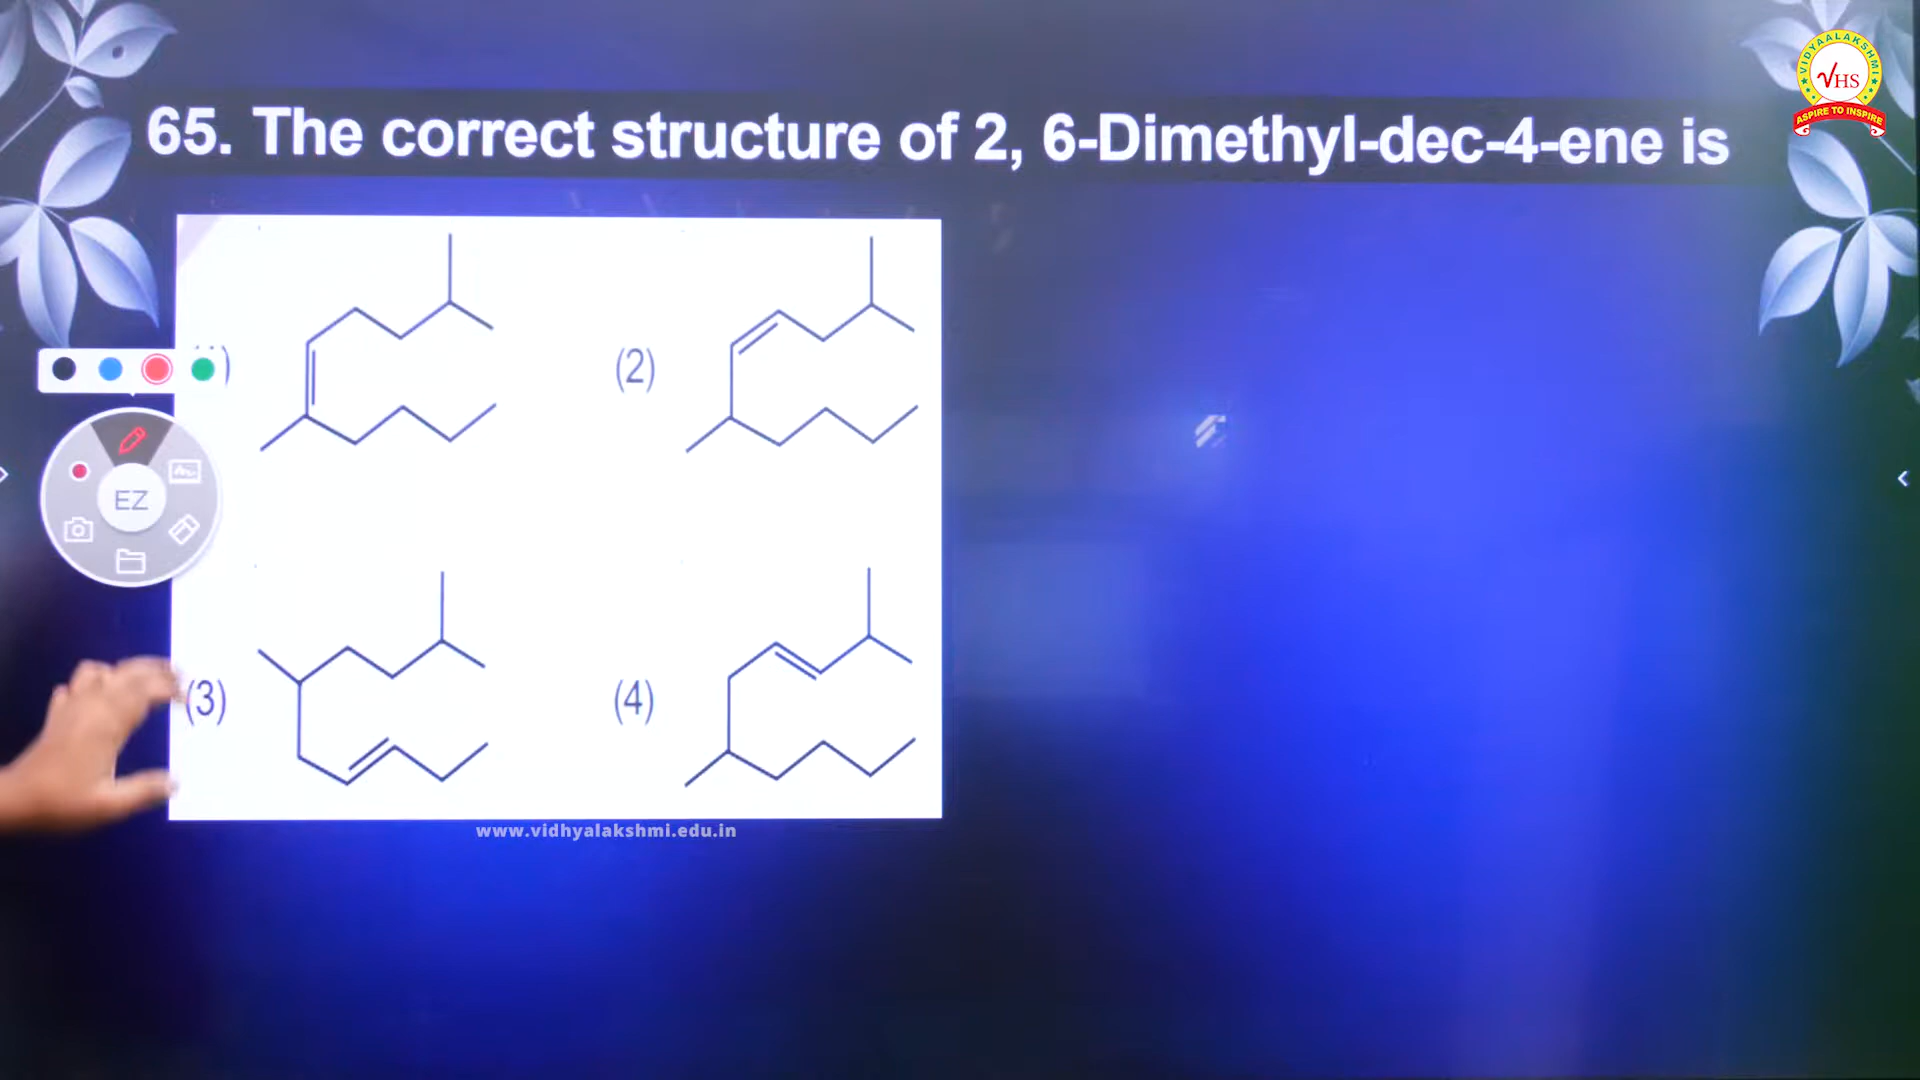 VIDYAALAKSHMI
VHS
ASPIRE TO INSPIRE
65. The correct structure of 2, 6-Dimethyl-dec-4-ene is
)
(2)
EZ
(3)
(4)
www.vidhyalakshmi.edu.in